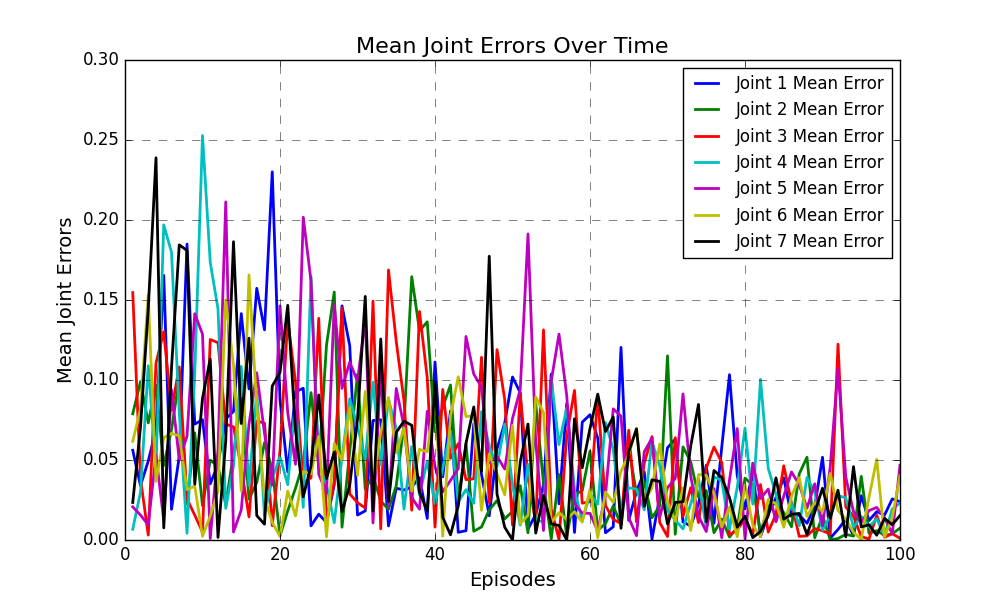 Mean Joint Errors Over Time
0.30
0.25
0.20
0.15
0.10
0.05
0.00
Mean Joint Errors
0 20 40 60 80 100
Episodes
Joint 1 Mean Error
Joint 2 Mean Error
Joint 3 Mean Error
Joint 4 Mean Error
Joint 5 Mean Error
Joint 6 Mean Error
Joint 7 Mean Error